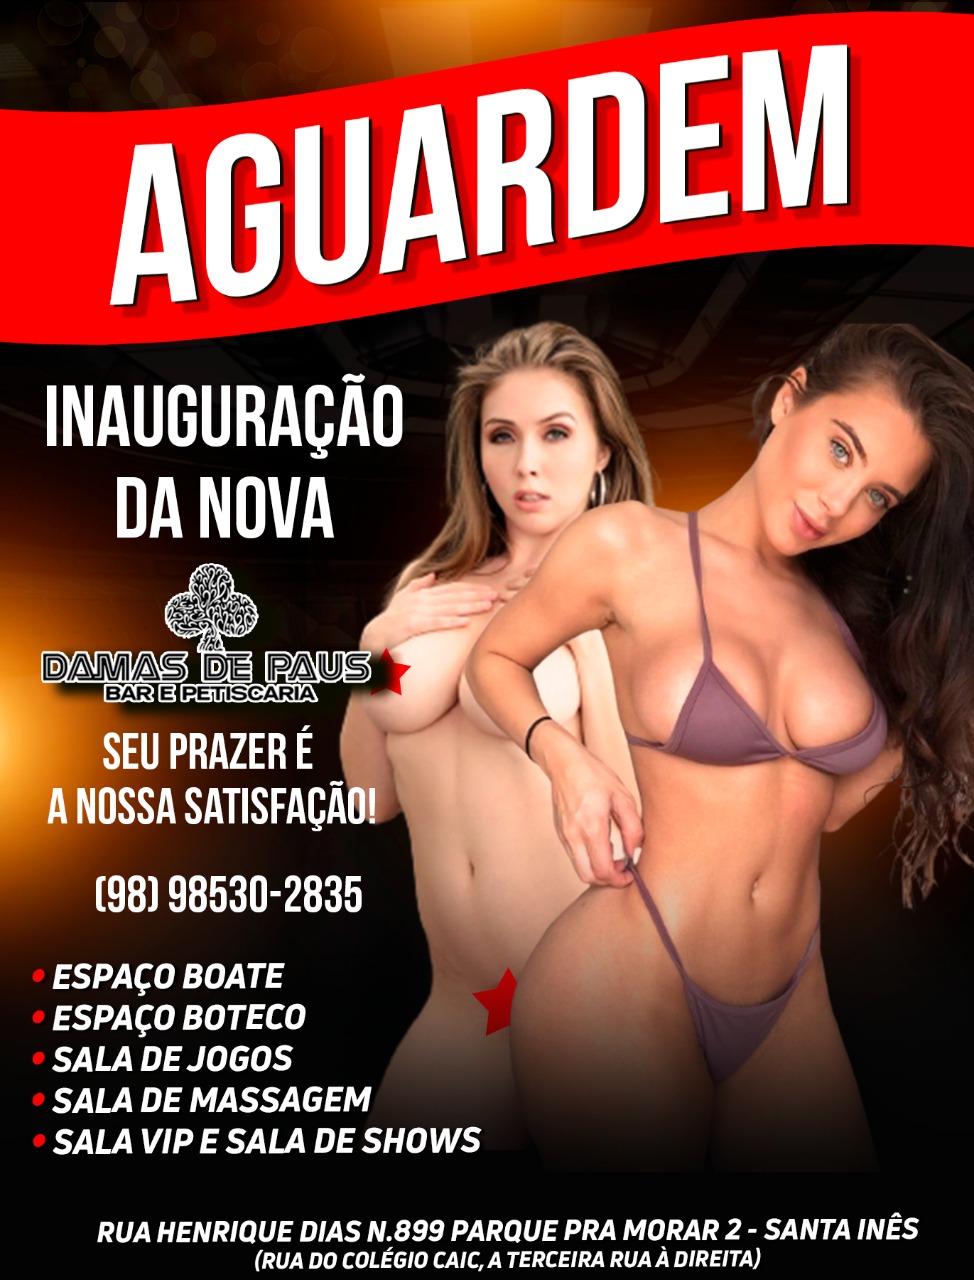 AGUARDEM
INAUGURAÇÃO
DA NOVA
DAMAS DE PAUS
BAR E PETISCARIA
SEU PRAZER É
A NOSSA SATISFAÇÃO!
(98) 98530-2835
• ESPAÇO BOATE
• ESPAÇO BOTECO
• SALA DE JOGOS
• SALA DE MASSAGEM
• SALA VIP E SALA DE SHOWS
RUA HENRIQUE DIAS N.899 PARQUE PRA MORAR 2 - SANTA INÊS
(RUA DO COLÉGIO CAIC, A TERCEIRA RUA À DIREITA)